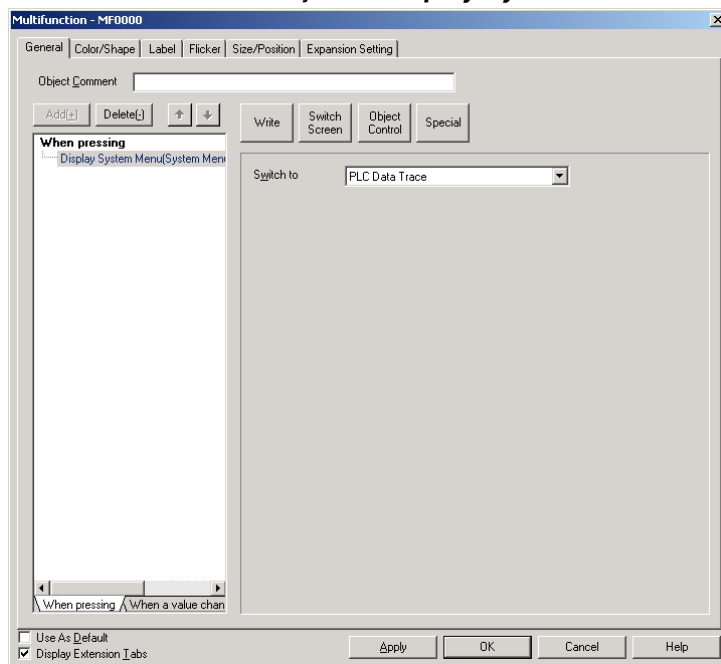 Multifunction - MF0000
General Color/Shape Label Flicker Size/Position Expansion Setting
Object Comment
Add(+) Delete(-)
Write Switch Screen Object Control Special
When pressing
Display System Menu(System Men
Switch to PLC Data Trace
When pressing When a value chan
Use As Default
Display Extension Tabs
Apply OK Cancel Help